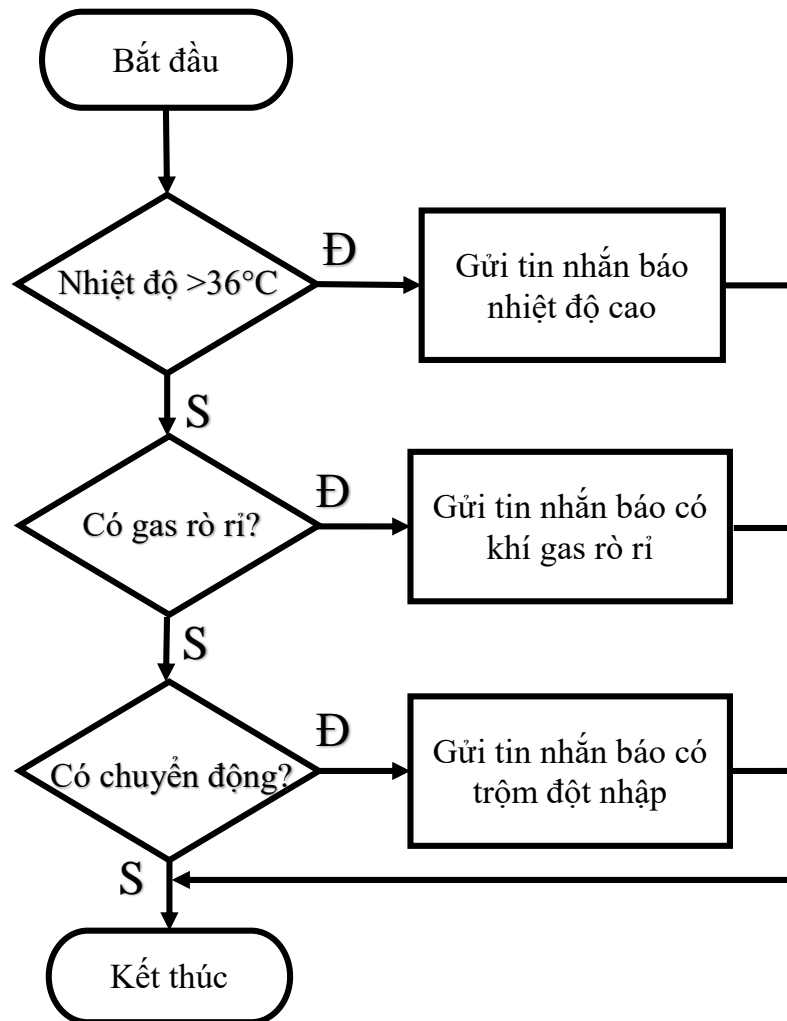 Bắt đầu
Nhiệt độ >36°C
Đ
Gửi tin nhắn báo
nhiệt độ cao
S
Có gas rò rỉ?
Đ
Gửi tin nhắn báo có
khí gas rò rỉ
S
Có chuyển động?
Đ
Gửi tin nhắn báo có
trộm đột nhập
S
Kết thúc